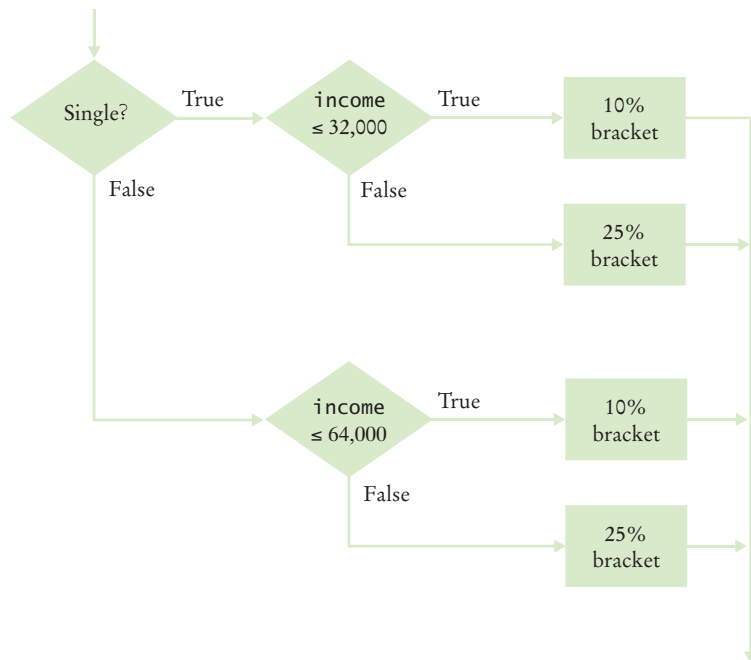 Single?
True
income
≤ 32,000
True
10%
bracket
False
False
25%
bracket
income
≤ 64,000
True
10%
bracket
False
25%
bracket